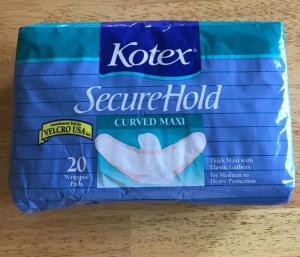 Kotex®
SecureHold
CURVED MAXI
VELCRO USA
20
Wrapped
Pads
Thick Maxi with
Elastic Gathers
for Medium to
Heavy Protection